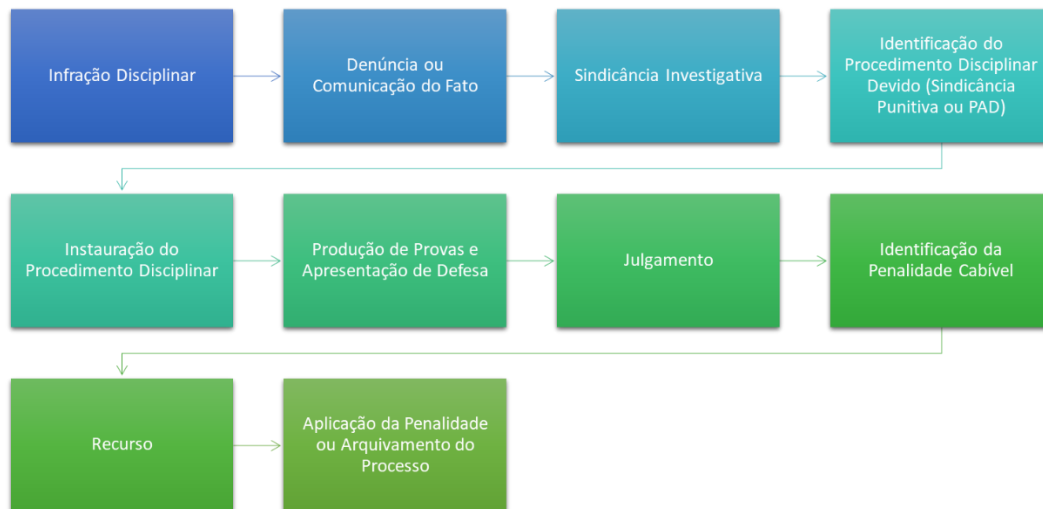 Infração Disciplinar
Denúncia ou
Comunicação do Fato
Sindicância Investigativa
Identificação do
Procedimento Disciplinar
Devido (Sindicância
Punitiva ou PAD)
Instauração do
Procedimento Disciplinar
Produção de Provas e
Apresentação de Defesa
Julgamento
Identificação da
Penalidade Cabível
Recurso
Aplicação da Penalidade
ou Arquivamento do
Processo